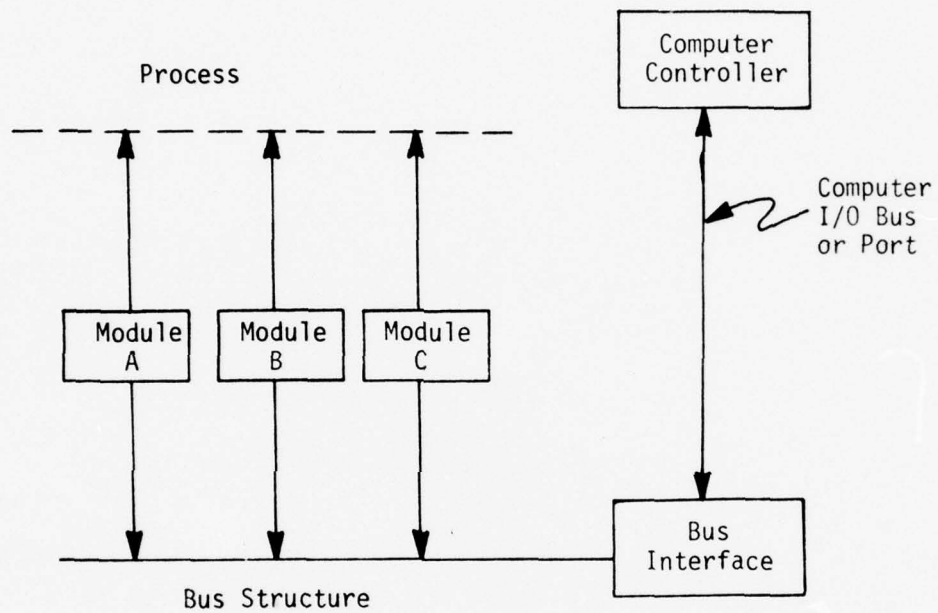 Process
Computer
Controller
Computer
I/O Bus
or Port
Module
A
Module
B
Module
C
Bus
Interface
Bus Structure